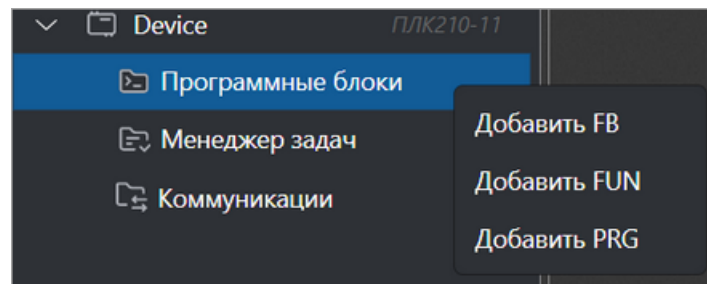 Device ПЛК210-11
Программные блоки
Добавить FB
Менеджер задач
Добавить FUN
Коммуникации
Добавить PRG